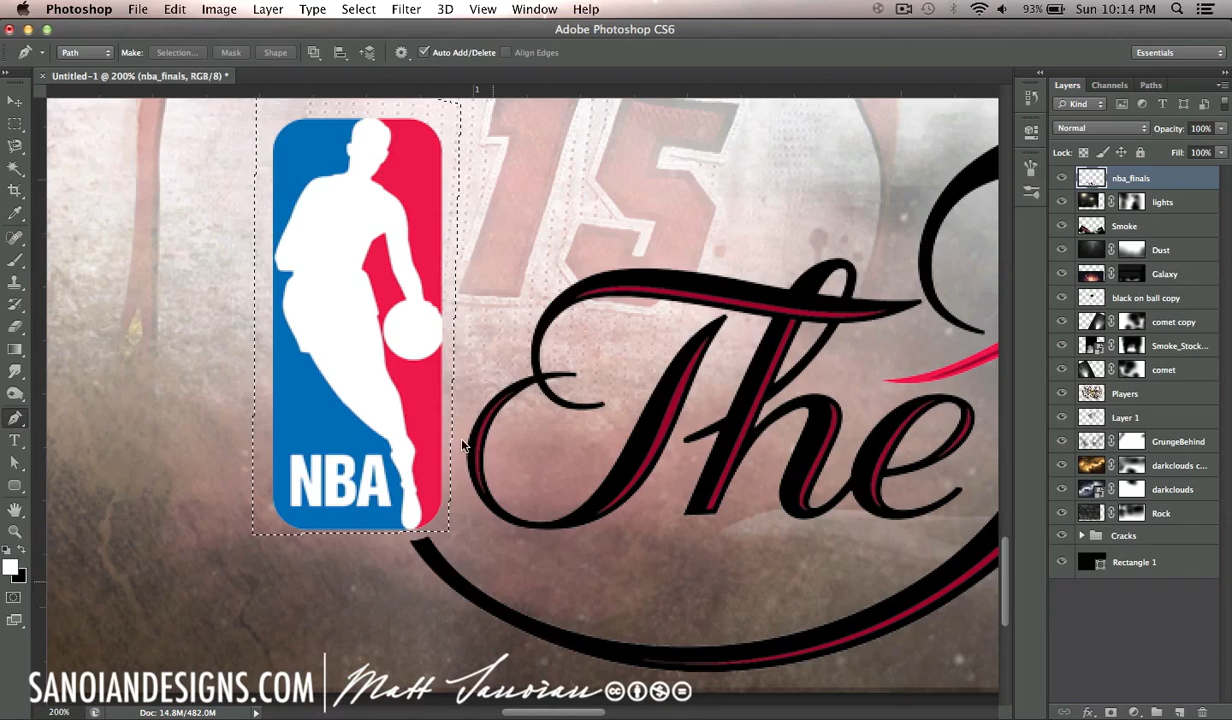 Photoshop File Edit Image Layer Type Select Filter 3D View Window Help 93% Sun 10:14 PM
Adobe Photoshop CS6
Path Make: Selection... Mask Shape Auto Add/Delete Align Edges Essentials
× Untitled-1 @ 200% (nba_finals, RGB/8) *
1
Layers Channels Paths
Kind
Normal Opacity: 100%
Lock: Fill: 100%
nba_finals
lights
Smoke
Dust
Galaxy
black on ball copy
comet copy
Smoke_Stock...
comet
Players
Layer 1
GrungeBehind
darkclouds c...
darkclouds
Rock
Cracks
Rectangle 1
15
The
NBA
SANOIANDESIGNS.COM Matt Sanoian
200% Doc: 14.8M/482.0M